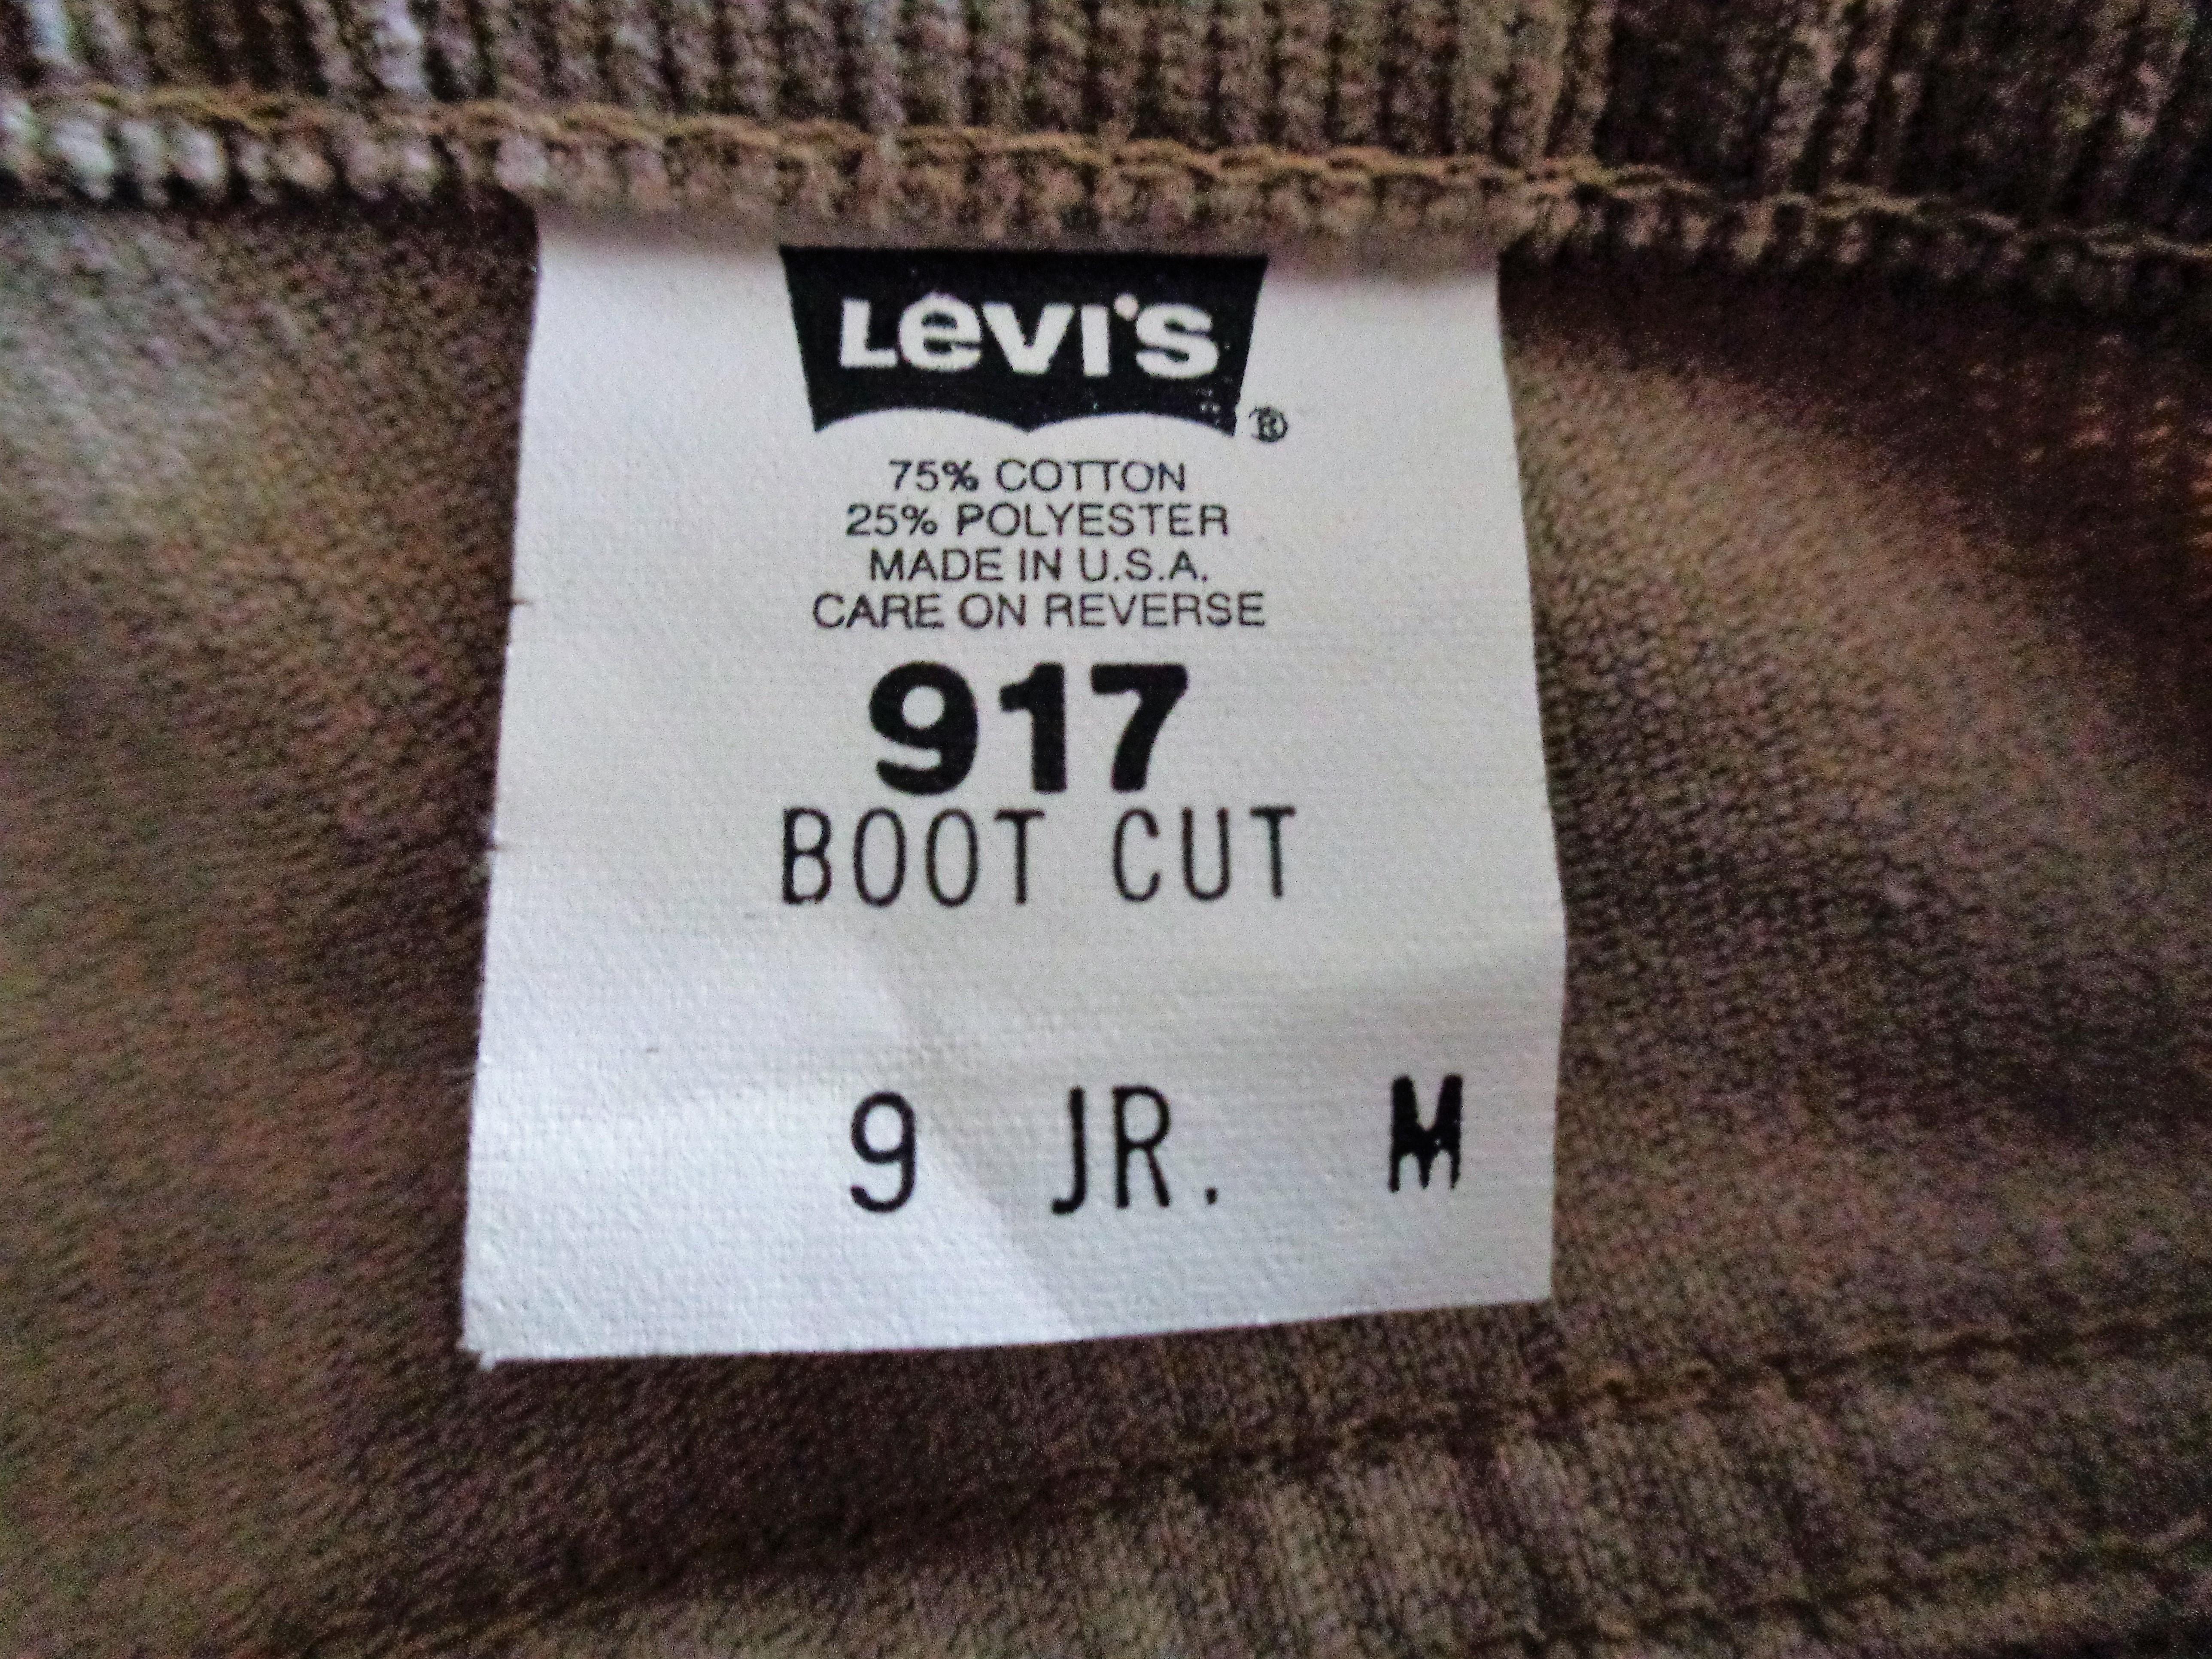 LeVI'S ®
75% COTTON
25% POLYESTER
MADE IN U.S.A.
CARE ON REVERSE
917
BOOT CUT
9 JR. M